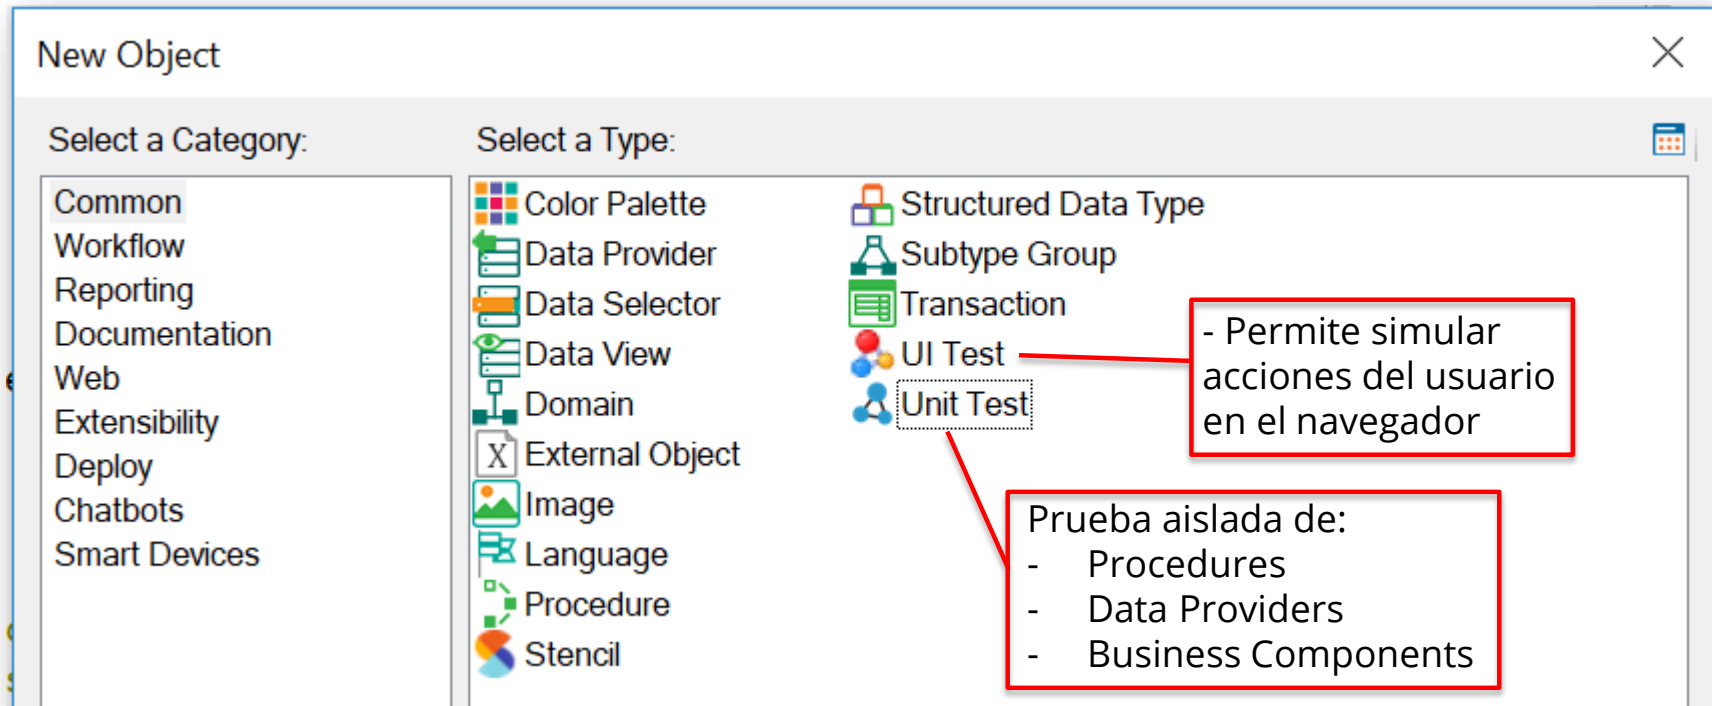 New Object
Select a Category:
Select a Type:
Common
Workflow
Reporting
Documentation
Web
Extensibility
Deploy
Chatbots
Smart Devices
Color Palette
Data Provider
Data Selector
Data View
Domain
X External Object
Image
Language
Procedure
Stencil
Structured Data Type
Subtype Group
Transaction
UI Test
Unit Test
- Permite simular
acciones del usuario
en el navegador
Prueba aislada de:
- Procedures
- Data Providers
- Business Components